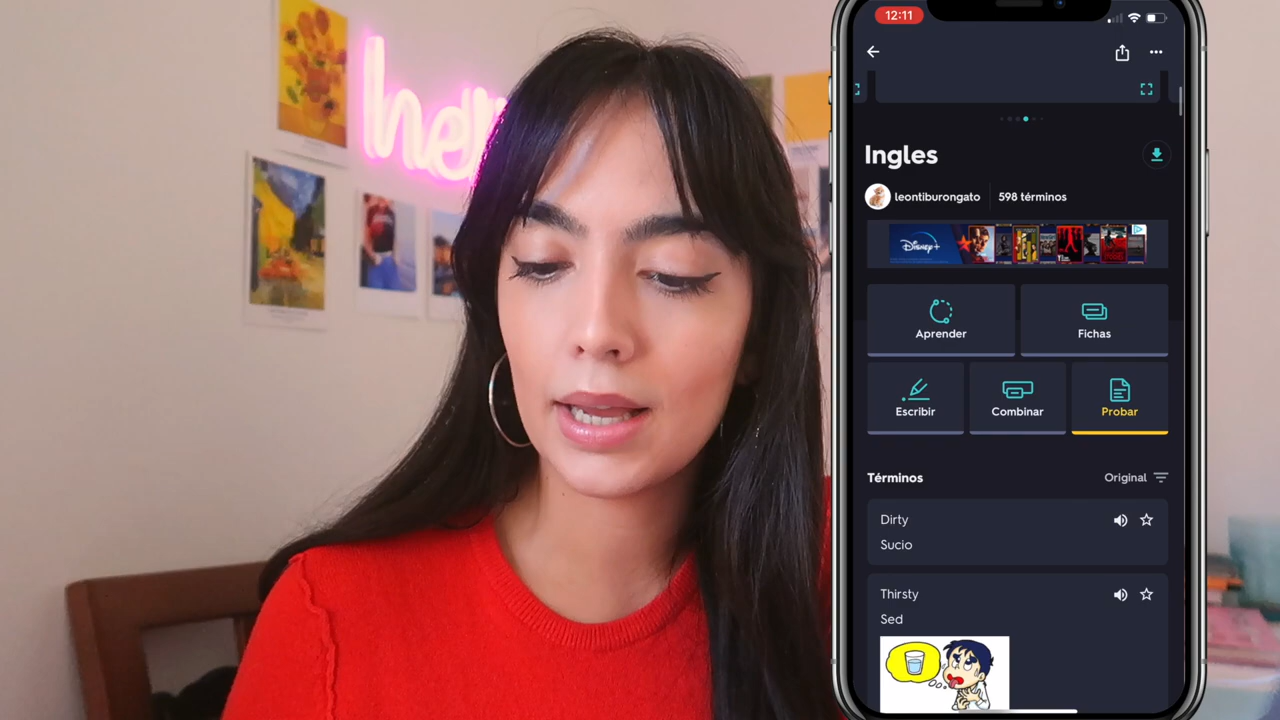 12:11
Ingles
leontiburongato 598 términos
Disney+
Aprender
Fichas
Escribir
Combinar
Probar
Términos
Original
Dirty
Sucio
Thirsty
Sed